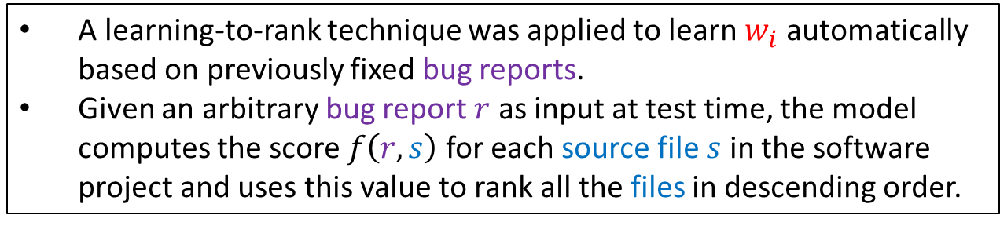 • A learning-to-rank technique was applied to learn wᵢ automatically
based on previously fixed bug reports.
• Given an arbitrary bug report r as input at test time, the model
computes the score f(r, s) for each source file s in the software
project and uses this value to rank all the files in descending order.